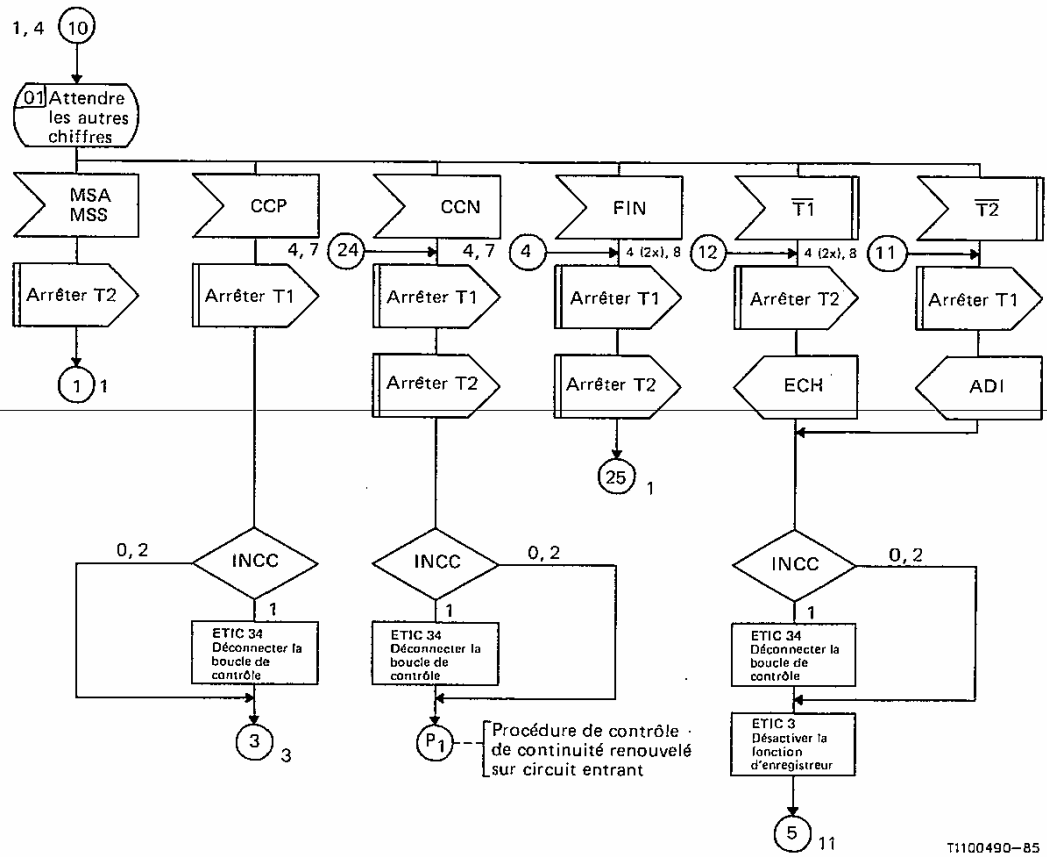 1, 4 10
01 Attendre
les autres
chiffres
MSA
MSS
CCP
CCN
FIN
T1
T2
4, 7
24
4, 7
4
4 (2x), 8
12
4 (2x), 8
11
Arrêter T2
Arrêter T1
Arrêter T1
Arrêter T1
Arrêter T2
Arrêter T1
1 1
Arrêter T2
Arrêter T2
ECH
ADI
25 1
0, 2
INCC
INCC
0, 2
INCC
0, 2
1
1
1
ETIC 34
Déconnecter la
boucle de
contrôle
ETIC 34
Déconnecter la
boucle de
contrôle
ETIC 34
Déconnecter la
boucle de
contrôle
3 3
P1
Procédure de contrôle
de continuité renouvelé
sur circuit entrant
ETIC 3
Désactiver la
fonction
d'enregistreur
5 11
T1100490-85